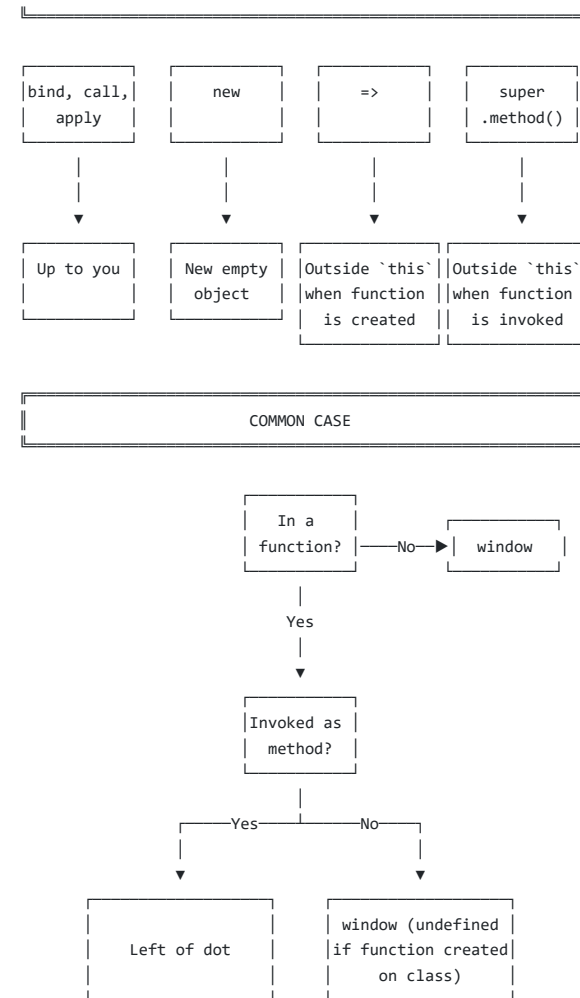 bind, call,
apply
new
=>
super
.method()
Up to you
New empty
object
Outside `this`
when function
is created
Outside `this`
when function
is invoked
COMMON CASE
In a
function?
No
window
Yes
Invoked as
method?
Yes
No
Left of dot
window (undefined
if function created
on class)